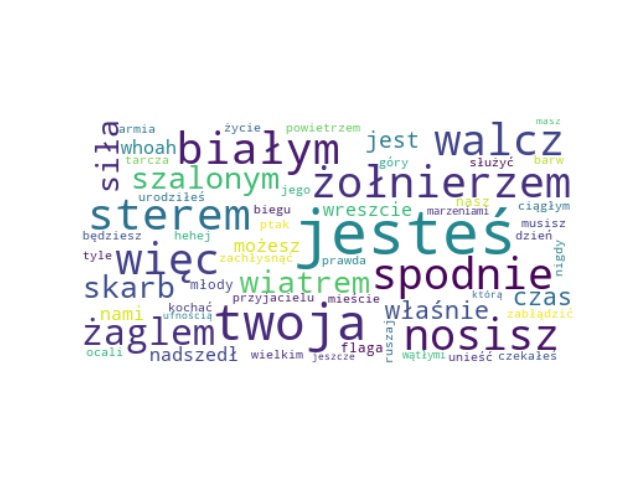 masz
armia życie powietrzem
siła whoah białym jest walcz
tarcza góry służyć barw
szalonym jego żołnierzem
urodziłeś nasz
sterem biegu wreszcie marzeniami ciągłym
ptak jesteś musisz
będziesz hehej możesz dzień
tyle więc zachłysnąć prawda nigdy
skarb młody wiatrem spodnie
przyjacielu mieście którą czas
nami kochać właśnie zabłądzić
żaglem ufnością twoja nosisz
ocali nadszedł wielkim jeszcze flaga ruszaj wątłymi unieść czekałeś